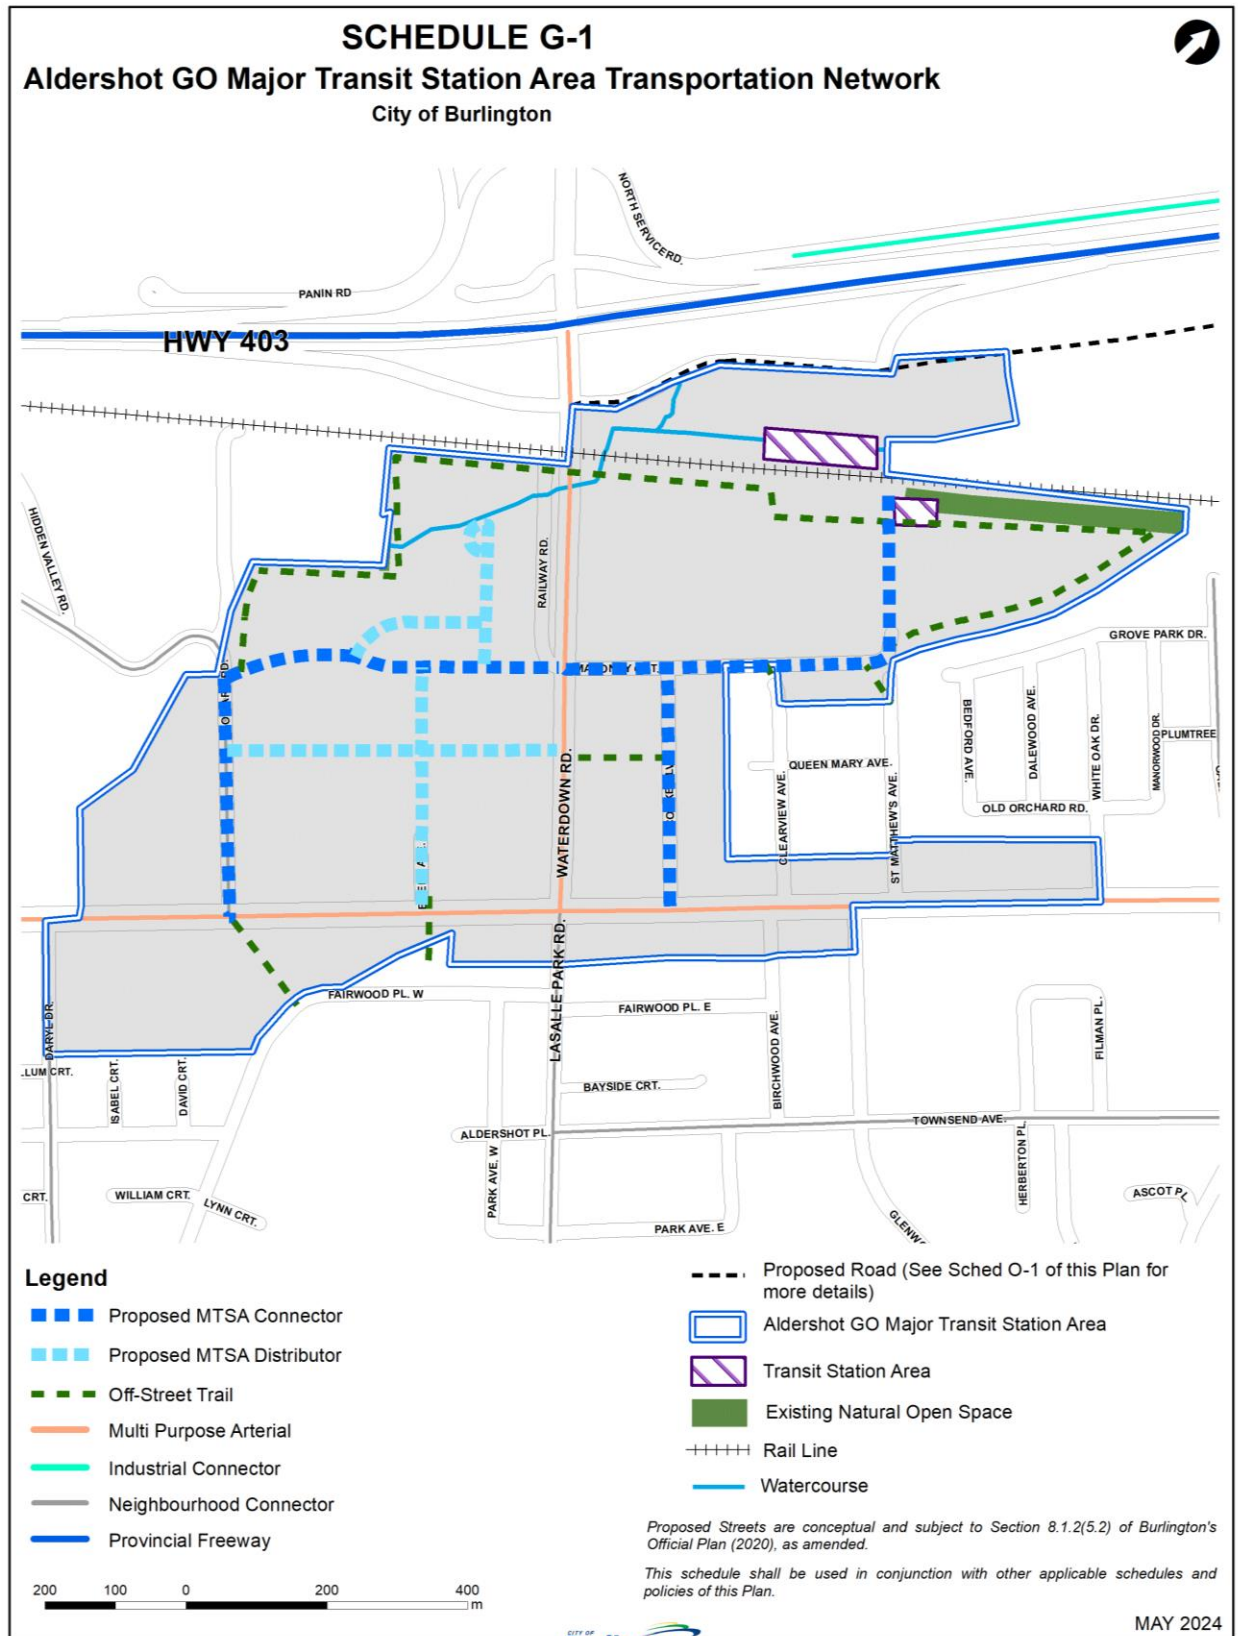 SCHEDULE G-1
Aldershot GO Major Transit Station Area Transportation Network
City of Burlington
NORTH SERVICE RD.
PANIN RD
HWY 403
HIDDEN VALLEY RD.
RAILWAY RD.
GROVE PARK DR.
BEDFORD AVE.
DALEWOOD AVE.
WHITE OAK DR.
MANORWOOD DR.
PLUMTREE
QUEEN MARY AVE.
CLEARVIEW AVE.
ST MATTHEW'S AVE.
OLD ORCHARD RD.
WATERDOWN RD.
LASALLE PARK RD.
FAIRWOOD PL. W
FAIRWOOD PL. E
DARYL DR.
LUM CRT.
ISABEL CRT.
DAVID CRT.
BAYSIDE CRT.
BIRCHWOOD AVE.
FILMAN PL.
TOWNSEND AVE.
ALDERSHOT PL.
PARK AVE. W
HERBERTON PL.
CRT.
WILLIAM CRT.
LYNN CRT.
PARK AVE. E
GLENW
ASCOT PL
Legend
Proposed MTSA Connector
Proposed MTSA Distributor
Off-Street Trail
Multi Purpose Arterial
Industrial Connector
Neighbourhood Connector
Provincial Freeway
Proposed Road (See Sched O-1 of this Plan for
more details)
Aldershot GO Major Transit Station Area
Transit Station Area
Existing Natural Open Space
Rail Line
Watercourse
Proposed Streets are conceptual and subject to Section 8.1.2(5.2) of Burlington's
Official Plan (2020), as amended.
This schedule shall be used in conjunction with other applicable schedules and
policies of this Plan.
200 100 0 200 400
m
CITY OF
MAY 2024